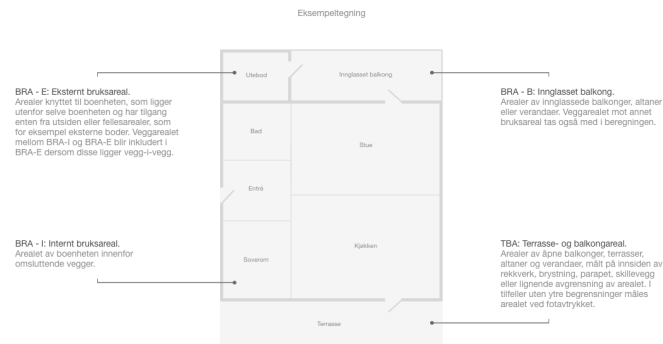 Eksempeltegning
BRA - E: Eksternt bruksareal.
Arealer knyttet til boenheten, som ligger
utenfor selve boenheten og har tilgang
enten fra utsiden eller fellesarealer, som
for eksempel eksterne boder. Veggarealet
mellom BRA-I og BRA-E blir inkludert i
BRA-E dersom disse ligger vegg-i-vegg.
BRA - I: Internt bruksareal.
Arealet av boenheten innenfor
omsluttende vegger.
Utebod
Innglasset balkong
Bad
Stue
Entré
Kjøkken
Soverom
Terrasse
BRA - B: Innglasset balkong.
Arealer av innglassede balkonger, altaner
eller verandaer. Veggarealet mot annet
bruksareal tas også med i beregningen.
TBA: Terrasse- og balkongareal.
Arealer av åpne balkonger, terrasser,
altaner og verandaer, målt på innsiden av
rekkverk, brystning, parapet, skillevegg
eller lignende avgrensning av arealet. I
tilfeller uten ytre begrensninger måles
arealet ved fotavtrykket.